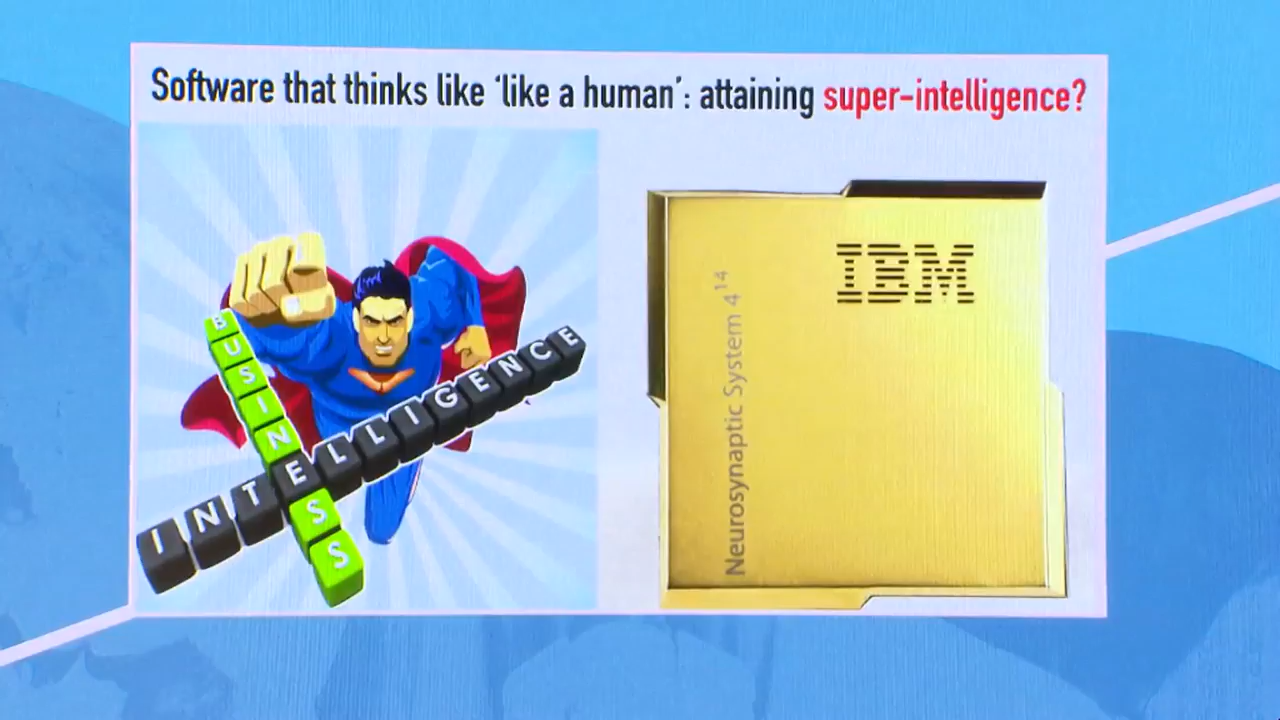 Software that thinks like 'like a human': attaining super-intelligence?
BUSINESS
INTELLIGENCE
IBM
Neurosynaptic System 4¹⁴